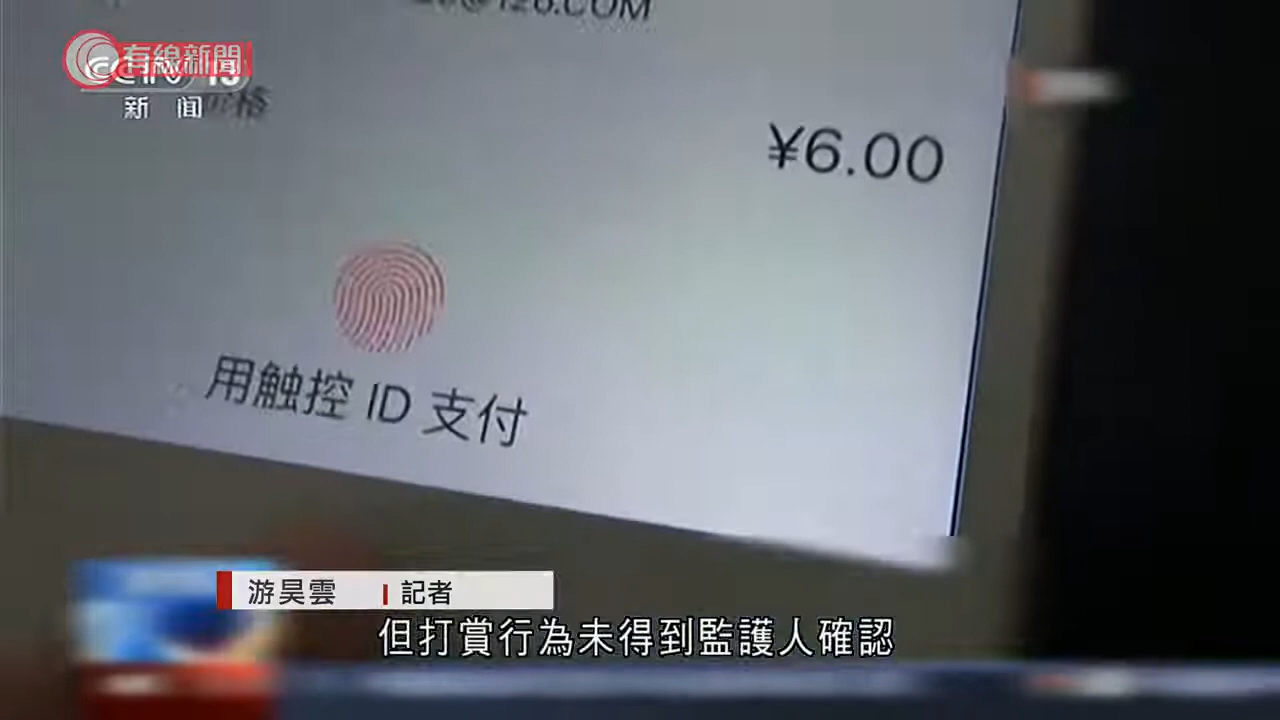 有線新聞
新闻
¥6.00
用触控 ID 支付
游昊雲 記者
但打賞行為未得到監護人確認